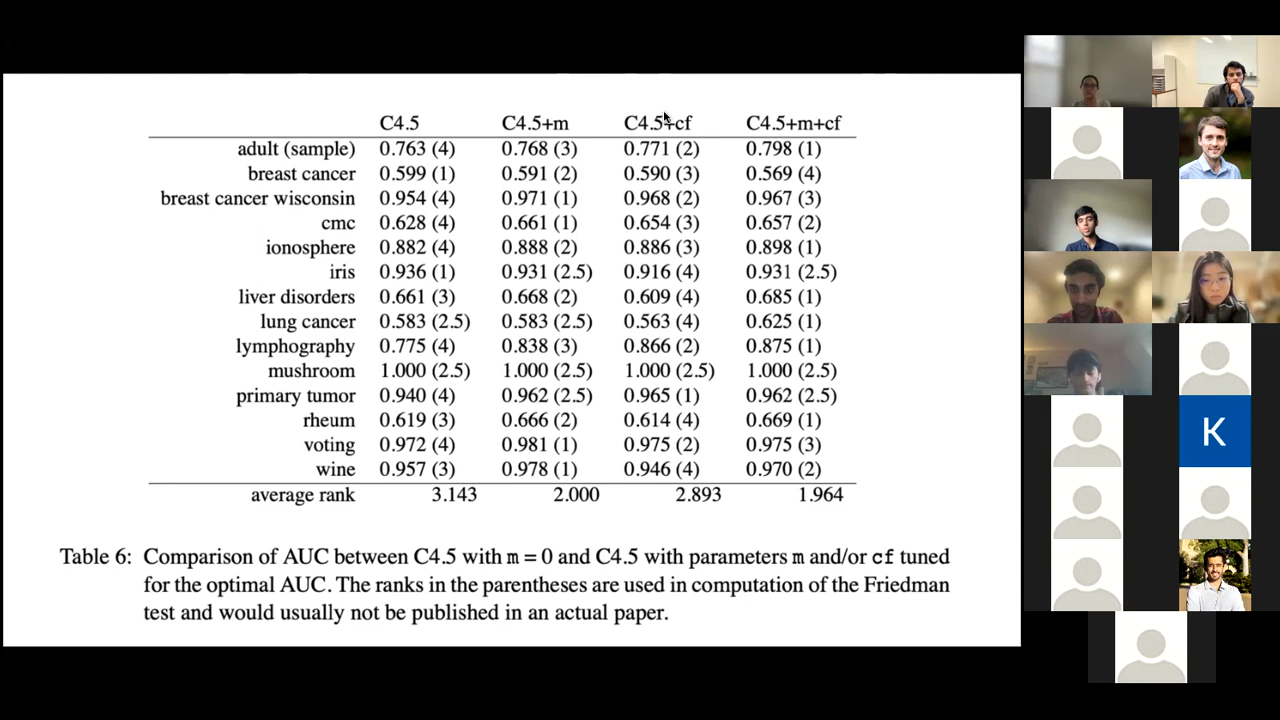 C4.5 C4.5+m C4.5+cf C4.5+m+cf
adult (sample) 0.763 (4) 0.768 (3) 0.771 (2) 0.798 (1)
breast cancer 0.599 (1) 0.591 (2) 0.590 (3) 0.569 (4)
breast cancer wisconsin 0.954 (4) 0.971 (1) 0.968 (2) 0.967 (3)
cmc 0.628 (4) 0.661 (1) 0.654 (3) 0.657 (2)
ionosphere 0.882 (4) 0.888 (2) 0.886 (3) 0.898 (1)
iris 0.936 (1) 0.931 (2.5) 0.916 (4) 0.931 (2.5)
liver disorders 0.661 (3) 0.668 (2) 0.609 (4) 0.685 (1)
lung cancer 0.583 (2.5) 0.583 (2.5) 0.563 (4) 0.625 (1)
lymphography 0.775 (4) 0.838 (3) 0.866 (2) 0.875 (1)
mushroom 1.000 (2.5) 1.000 (2.5) 1.000 (2.5) 1.000 (2.5)
primary tumor 0.940 (4) 0.962 (2.5) 0.965 (1) 0.962 (2.5)
rheum 0.619 (3) 0.666 (2) 0.614 (4) 0.669 (1)
voting 0.972 (4) 0.981 (1) 0.975 (2) 0.975 (3)
wine 0.957 (3) 0.978 (1) 0.946 (4) 0.970 (2)
average rank 3.143 2.000 2.893 1.964
Table 6: Comparison of AUC between C4.5 with m = 0 and C4.5 with parameters m and/or cf tuned
for the optimal AUC. The ranks in the parentheses are used in computation of the Friedman
test and would usually not be published in an actual paper.
K